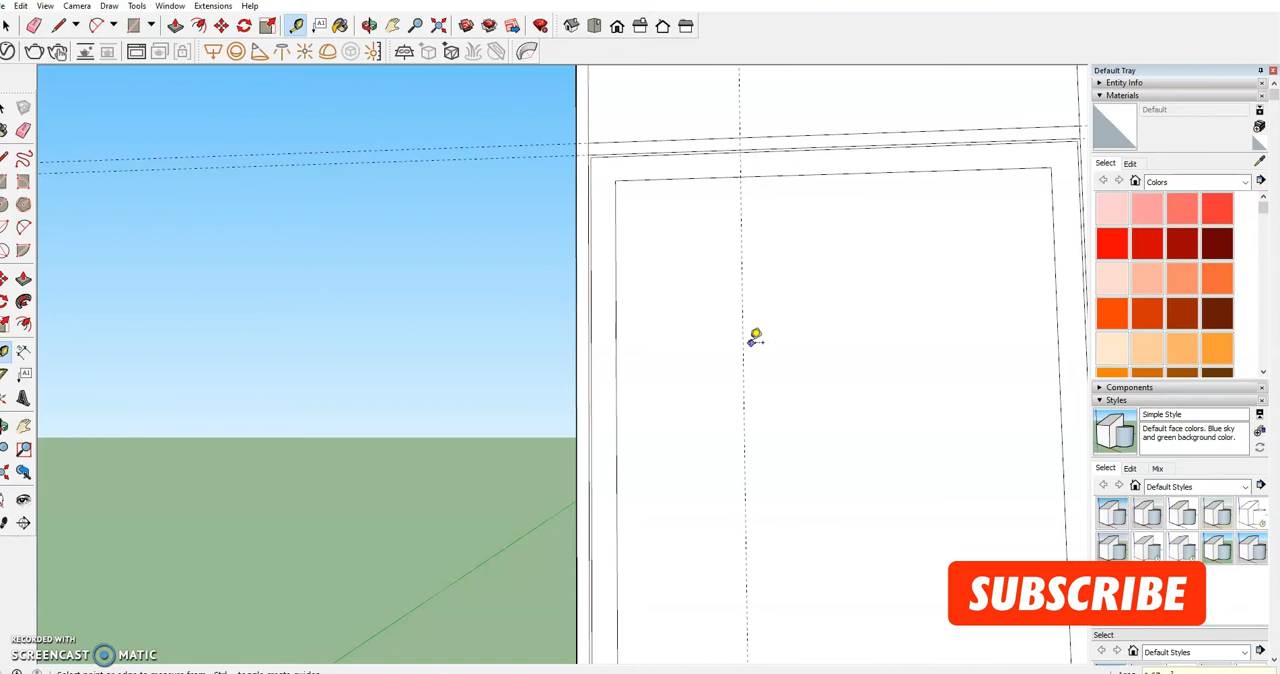 Edit View Camera Draw Tools Window Extensions Help
Default Tray
Entity Info
Materials
Default
Select Edit
Colors
Components
Styles
Simple Style
Default face colors. Blue sky
and green background color.
Select Edit Mix
Default Styles
SUBSCRIBE
Select
Default Styles
RECORDED WITH
SCREENCAST MATIC